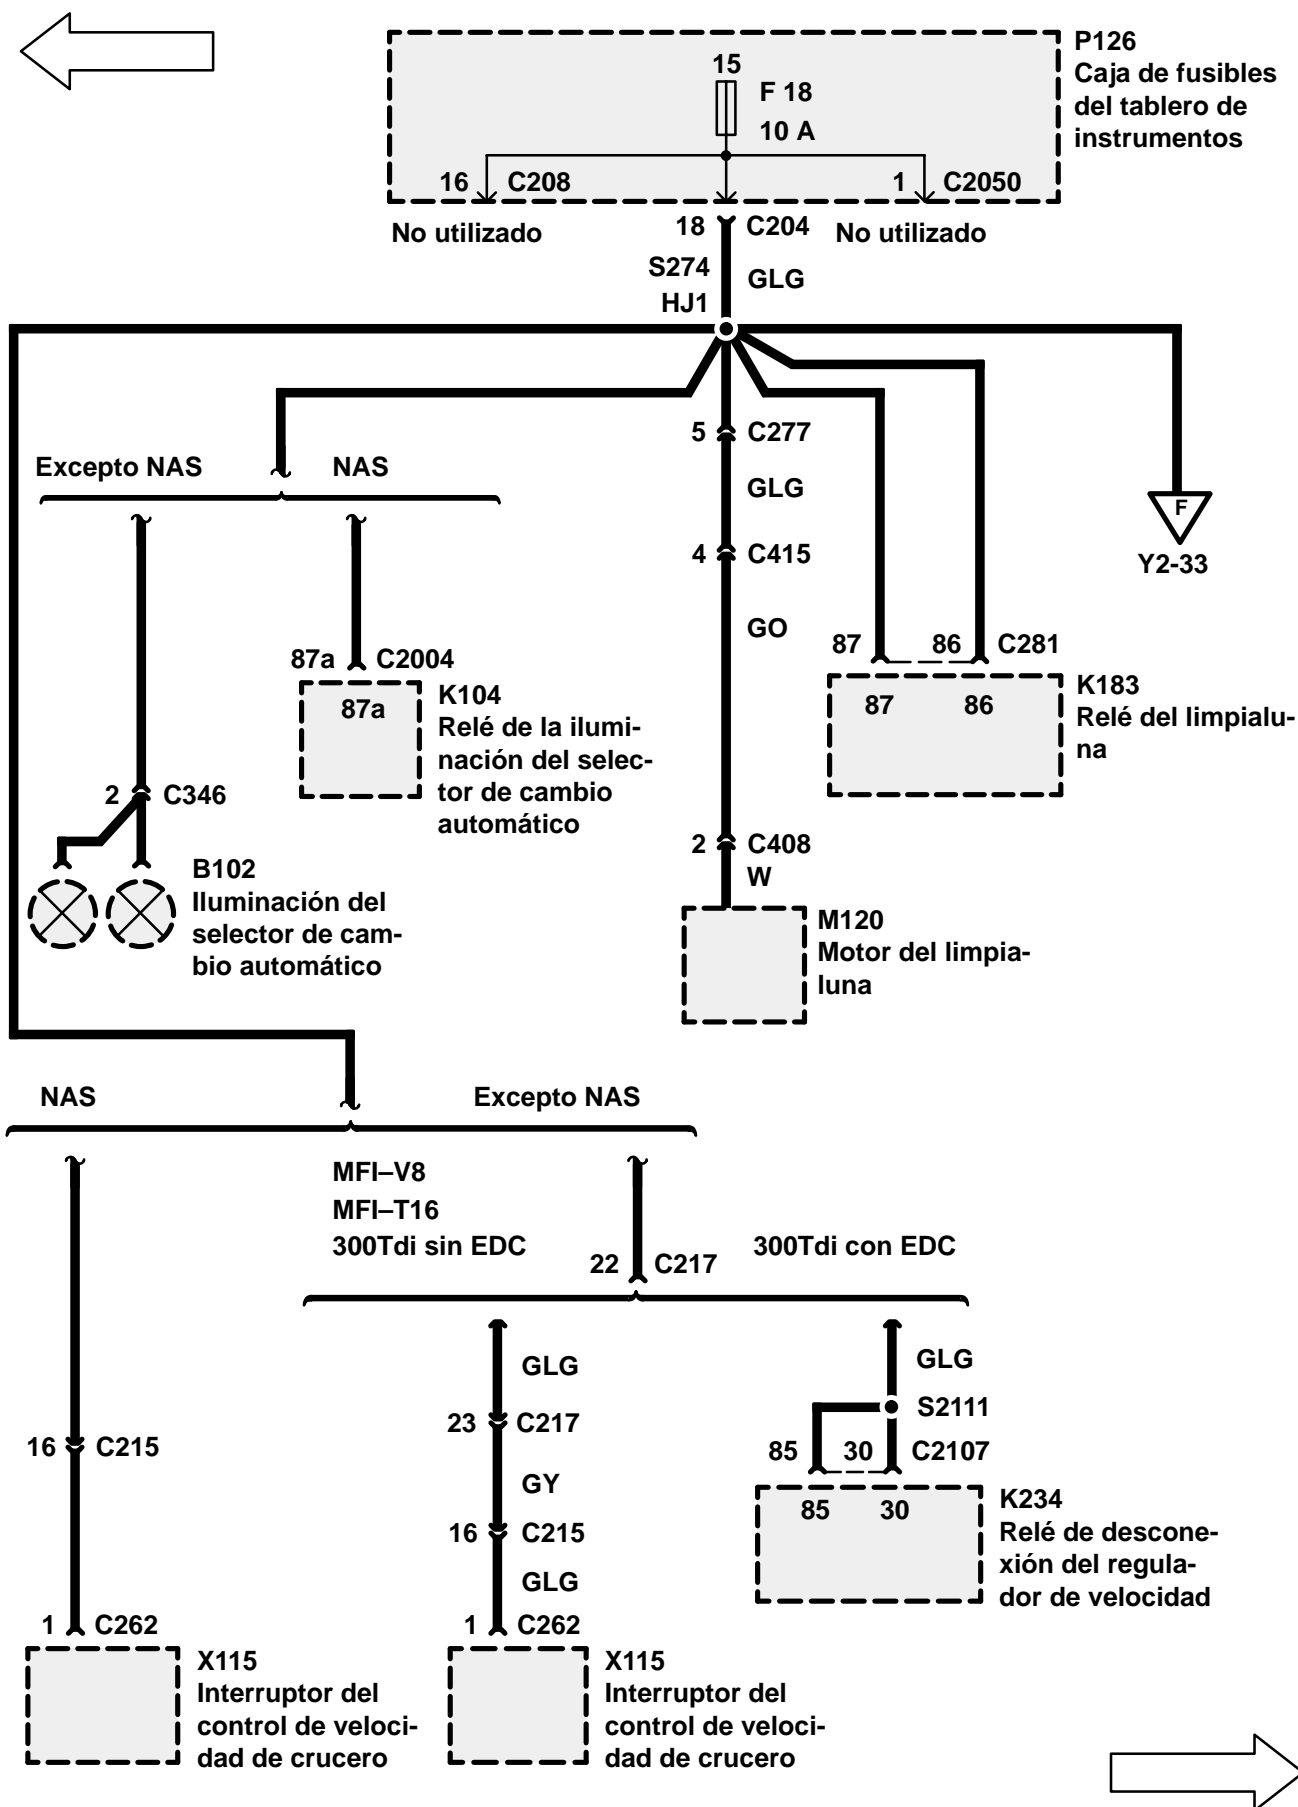 P126
Caja de fusibles
del tablero de
instrumentos
15
F 18
10 A
16 C208
1 C2050
No utilizado
18 C204
No utilizado
S274
HJ1
GLG
5 C277
Excepto NAS
NAS
GLG
F
Y2-33
4 C415
GO
87 86 C281
87a C2004
K104
Relé de la ilumi-
nación del selec-
tor de cambio
automático
87a
K183
Relé del limpialu-
na
87 86
2 C346
2 C408
W
B102
Iluminación del
selector de cam-
bio automático
M120
Motor del limpia-
luna
NAS
Excepto NAS
MFI–V8
MFI–T16
300Tdi sin EDC
22 C217
300Tdi con EDC
GLG
GLG
S2111
23 C217
16 C215
85 30 C2107
GY
K234
Relé de descone-
xión del regula-
dor de velocidad
85 30
16 C215
GLG
1 C262
1 C262
X115
Interruptor del
control de veloci-
dad de crucero
X115
Interruptor del
control de veloci-
dad de crucero